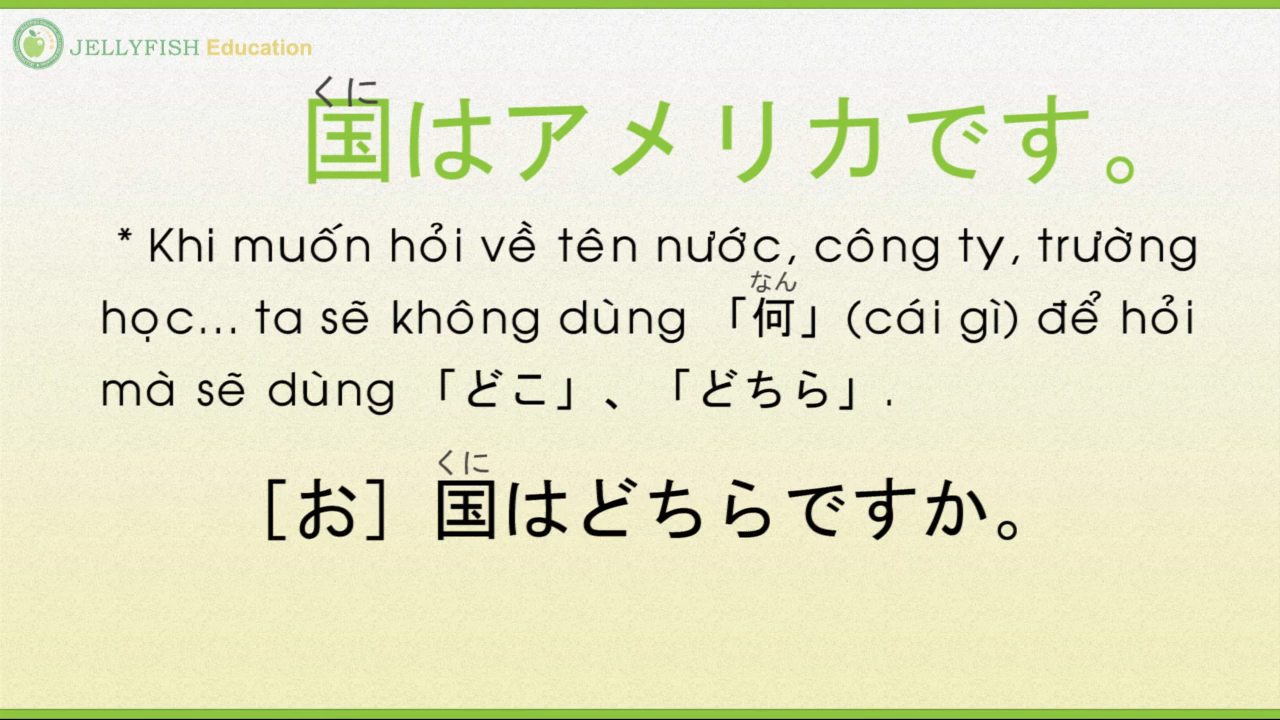 JELLYFISH Education
くに
国はアメリカです。
* Khi muốn hỏi về tên nước, công ty, trường
なん
học... ta sẽ không dùng 「何」(cái gì) để hỏi
mà sẽ dùng 「どこ」、「どちら」.
くに
[お] 国はどちらですか。